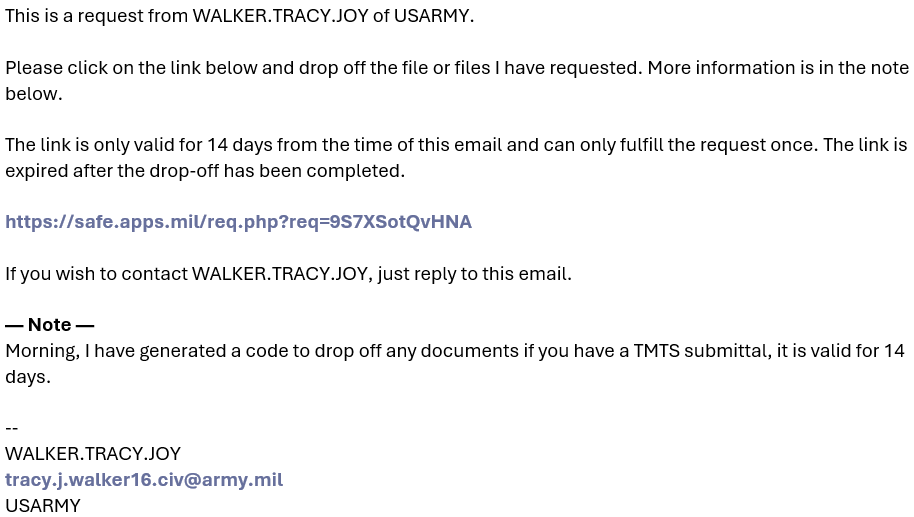 This is a request from WALKER.TRACY.JOY of USARMY.
Please click on the link below and drop off the file or files I have requested. More information is in the note
below.
The link is only valid for 14 days from the time of this email and can only fulfill the request once. The link is
expired after the drop-off has been completed.
https://safe.apps.mil/req.php?req=9S7XSotQvHNA
If you wish to contact WALKER.TRACY.JOY, just reply to this email.
— Note —
Morning, I have generated a code to drop off any documents if you have a TMTS submittal, it is valid for 14
days.
--
WALKER.TRACY.JOY
tracy.j.walker16.civ@army.mil
USARMY